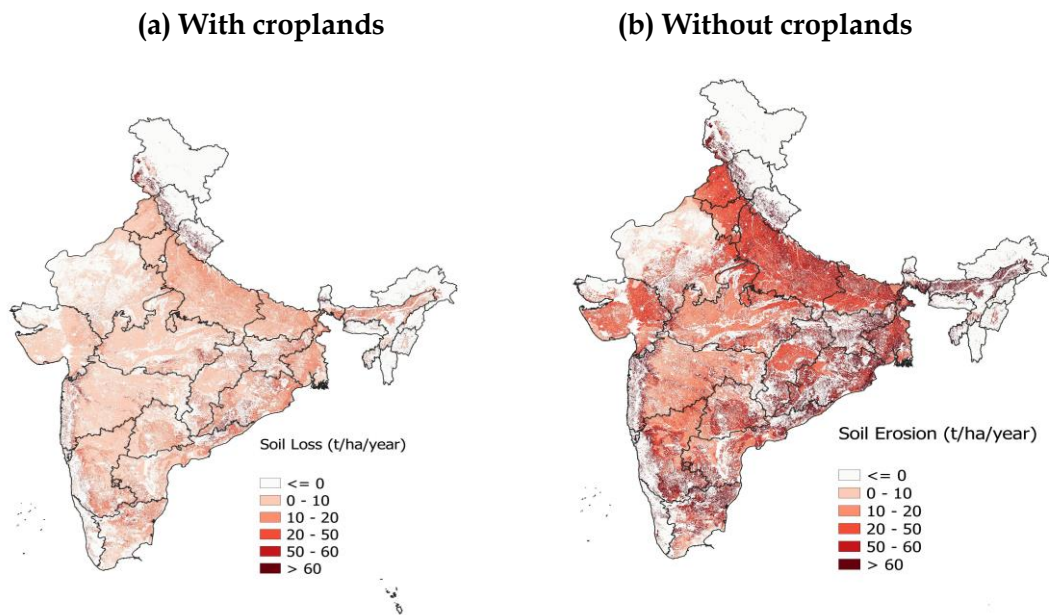 (a) With croplands
(b) Without croplands
Soil Loss (t/ha/year)
<= 0
0 - 10
10 - 20
20 - 50
50 - 60
> 60
Soil Erosion (t/ha/year)
<= 0
0 - 10
10 - 20
20 - 50
50 - 60
> 60